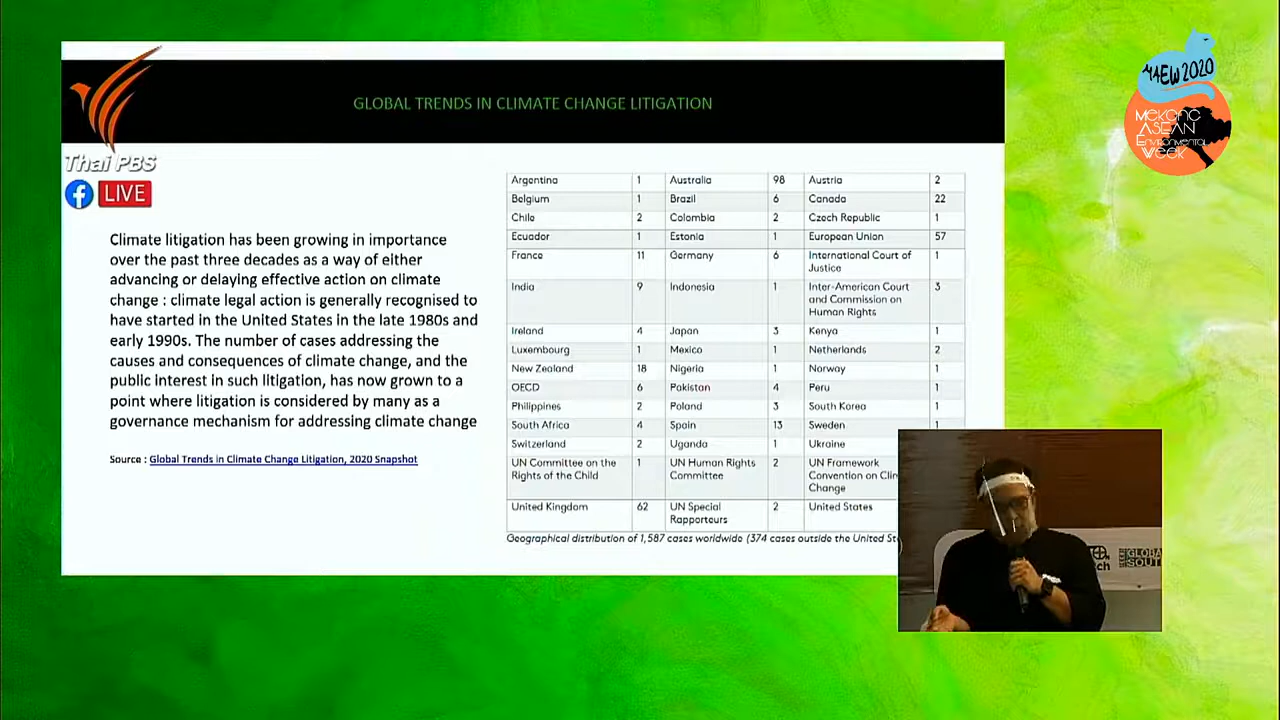 GLOBAL TRENDS IN CLIMATE CHANGE LITIGATION
MAEW 2020
MEKONG
ASEAN
Environmental
Week
Thai PBS
LIVE
Climate litigation has been growing in importance
over the past three decades as a way of either
advancing or delaying effective action on climate
change : climate legal action is generally recognised to
have started in the United States in the late 1980s and
early 1990s. The number of cases addressing the
causes and consequences of climate change, and the
public interest in such litigation, has now grown to a
point where litigation is considered by many as a
governance mechanism for addressing climate change
Source : Global Trends in Climate Change Litigation, 2020 Snapshot
Argentina 1 Australia 98 Austria 2
Belgium 1 Brazil 6 Canada 22
Chile 2 Colombia 2 Czech Republic 1
Ecuador 1 Estonia 1 European Union 57
France 11 Germany 6 International Court of 1
Justice
India 9 Indonesia 1 Inter-American Court 3
and Commission on
Human Rights
Ireland 4 Japan 3 Kenya 1
Luxembourg 1 Mexico 1 Netherlands 2
New Zealand 18 Nigeria 1 Norway 1
OECD 6 Pakistan 4 Peru 1
Philippines 2 Poland 3 South Korea 1
South Africa 4 Spain 13 Sweden 1
Switzerland 2 Uganda 1 Ukraine
UN Committee on the 1 UN Human Rights 2 UN Framework
Rights of the Child Committee Convention on
Change
United Kingdom 62 UN Special 2 United States
Rapporteurs
Geographical distribution of 1,587 cases worldwide (374 cases outside the United
GLOBAL
SOUT